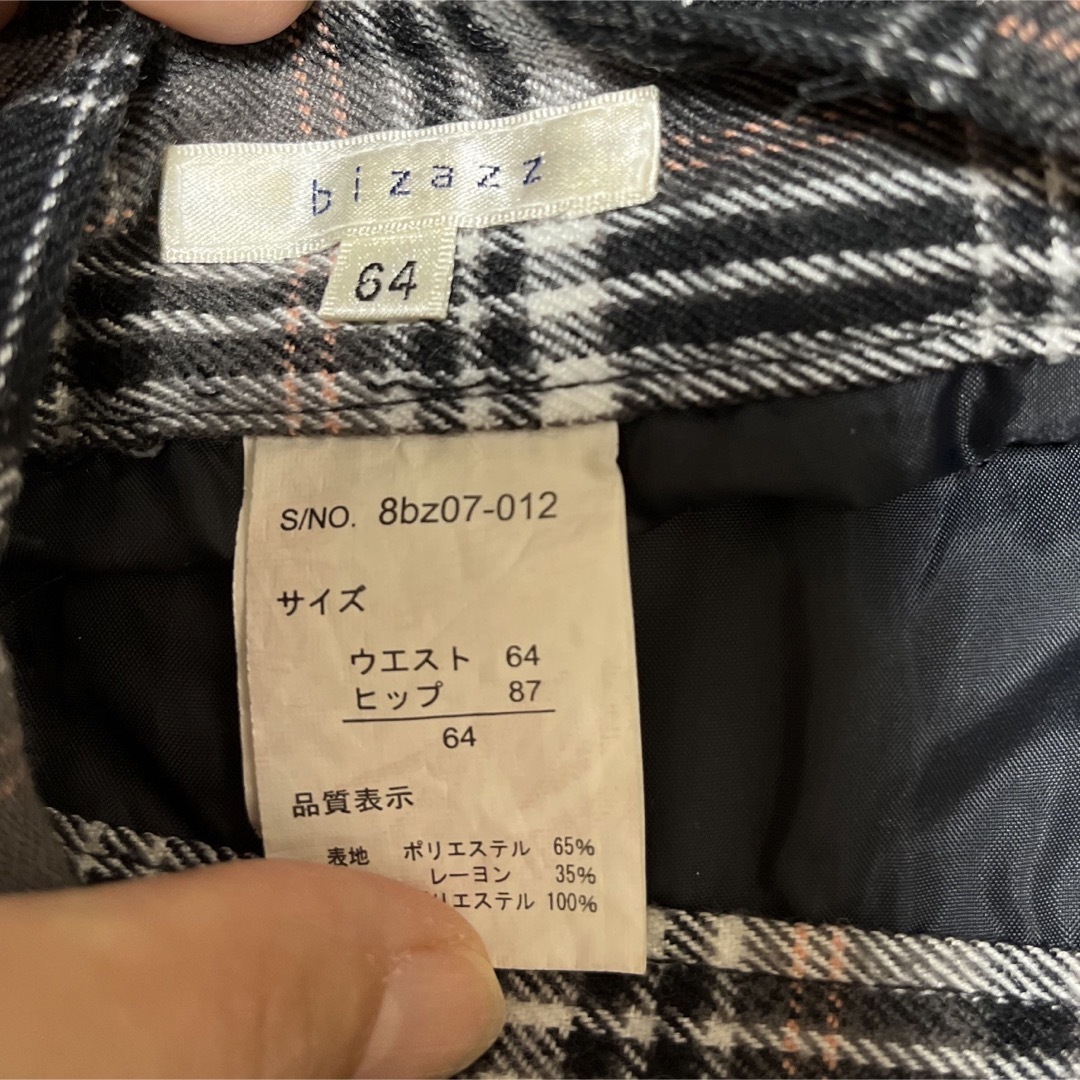 bizazz
64
S/NO. 8bz07-012
サイズ
ウエスト 64
ヒップ 87
64
品質表示
表地 ポリエステル 65%
レーヨン 35%
リエステル 100%